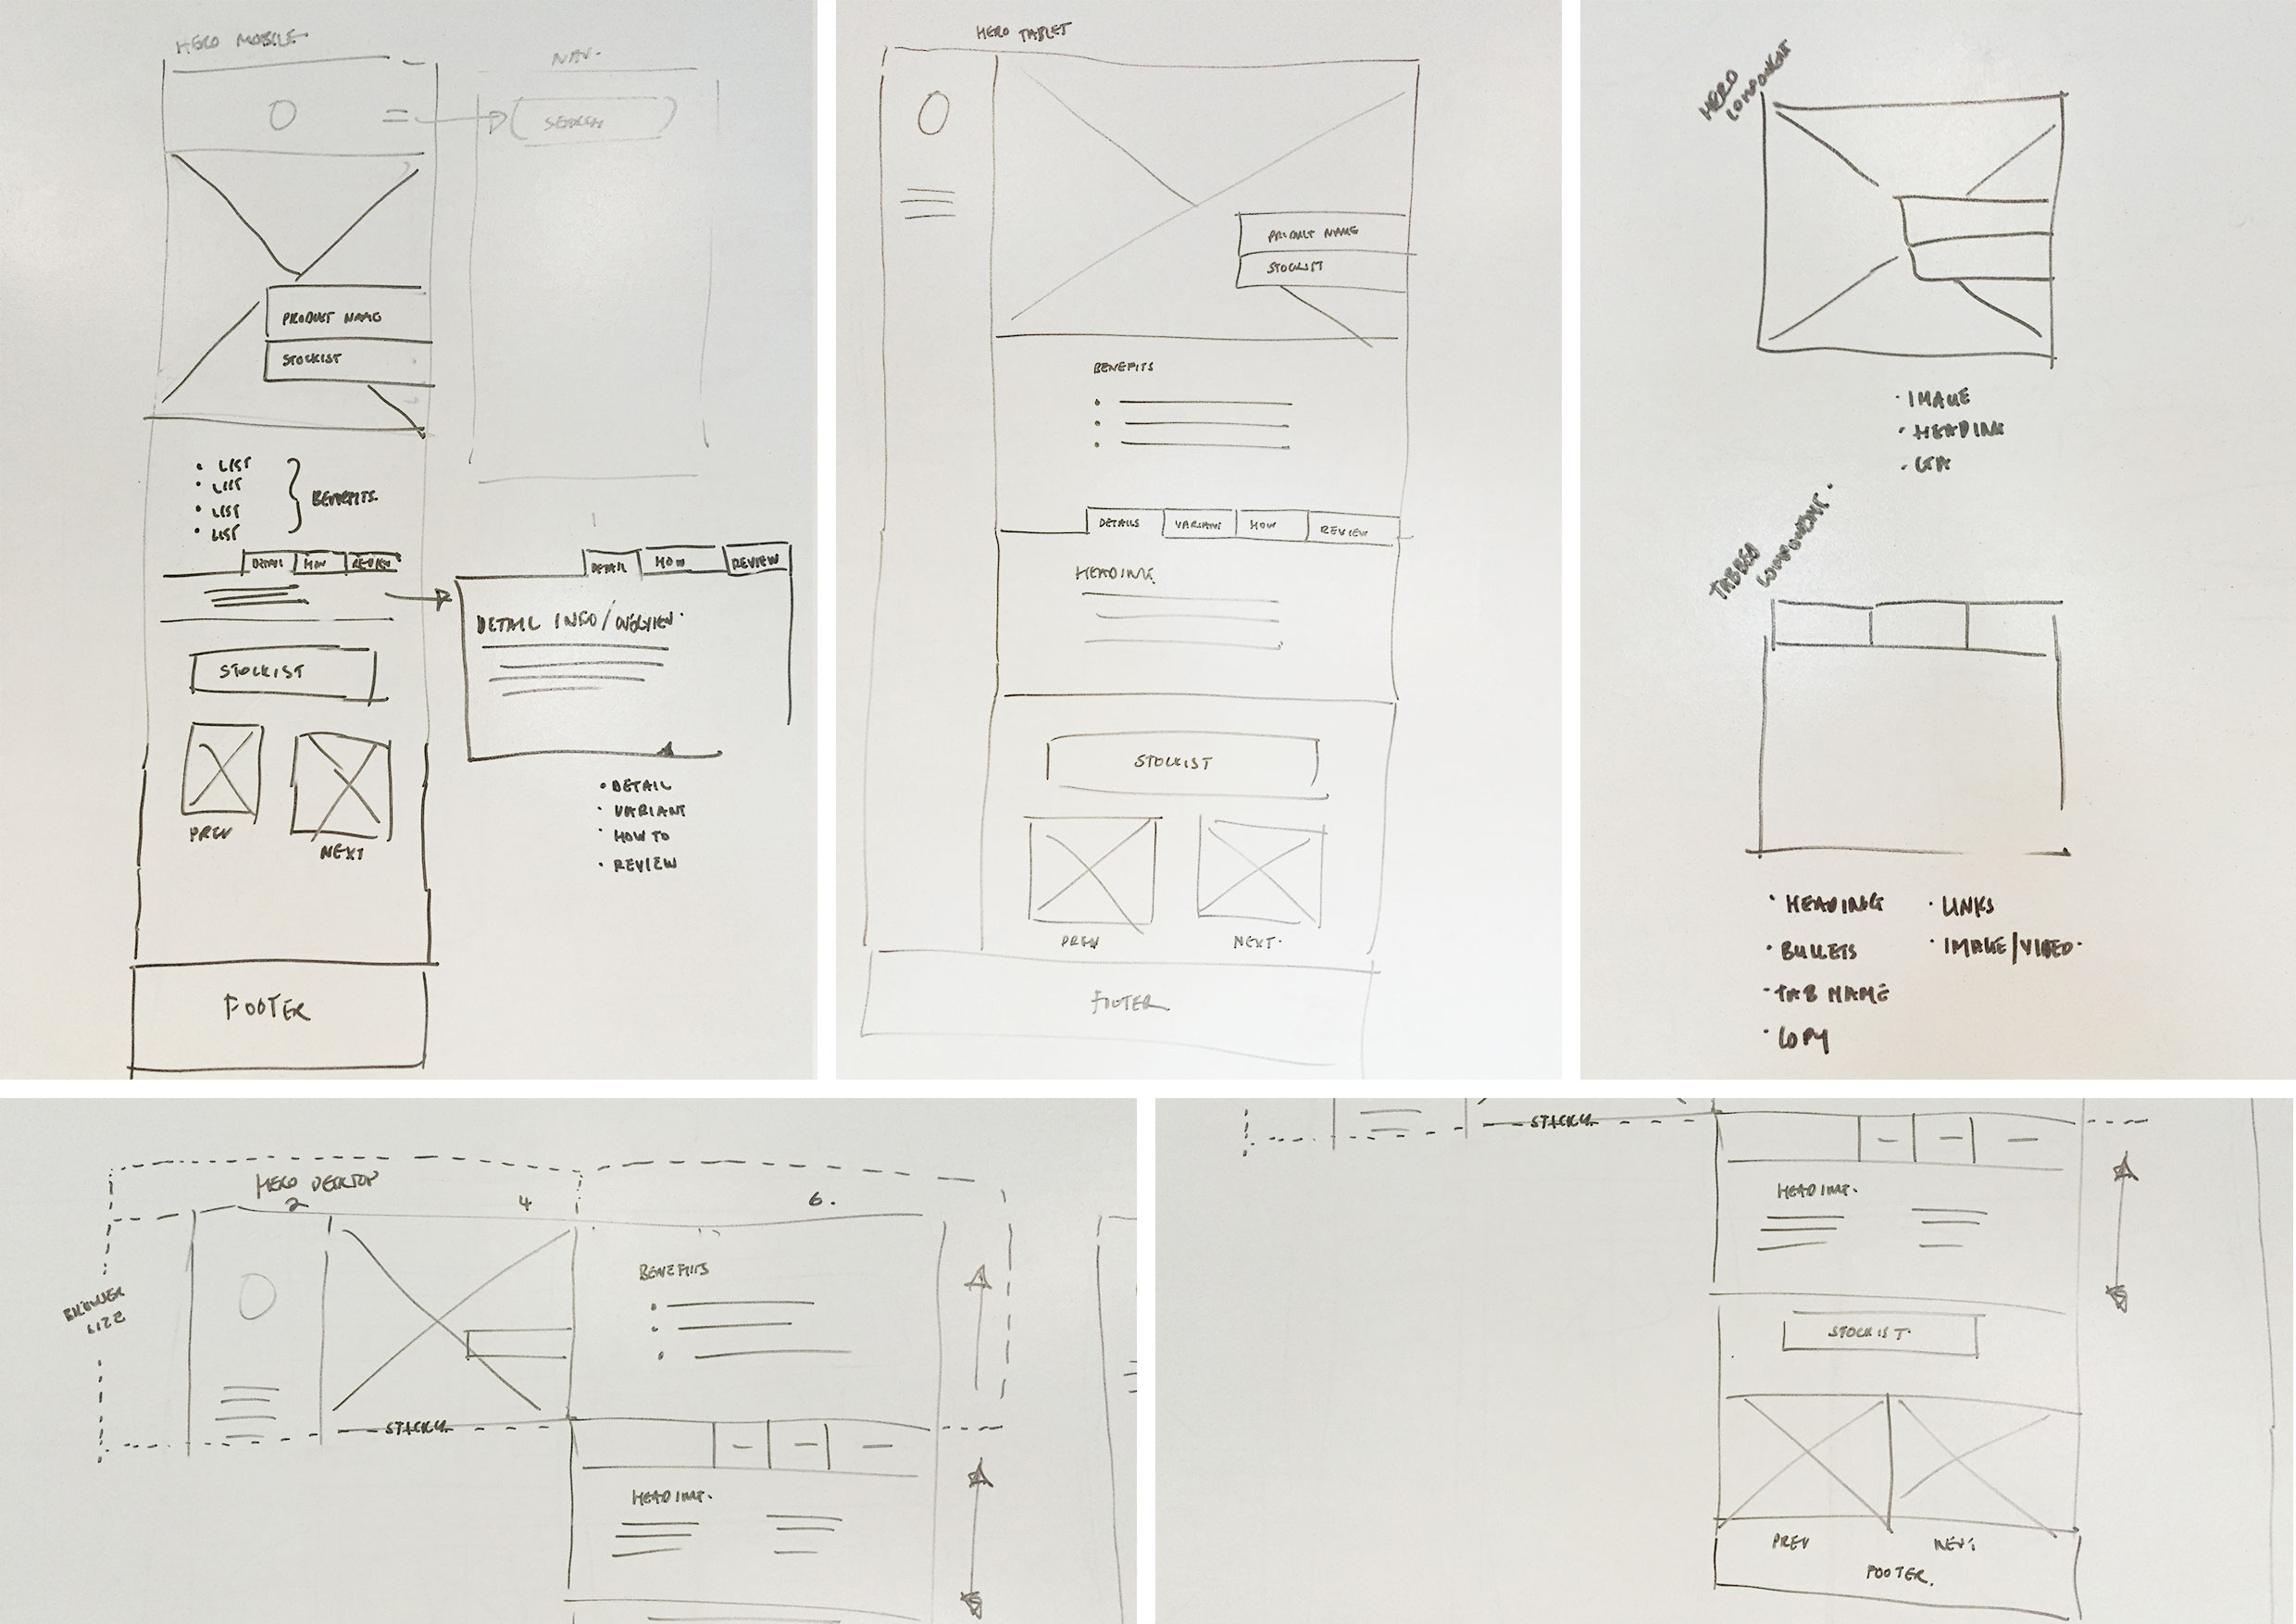 HERO MOBILE
NAV.
SEARCH
PRODUCT NAME
STOCKIST
• LIST
• LIST
• LIST
• LIST
BENEFITS
DETAIL
HOW
REVIEW
DETAIL
HOW
REVIEW
DETAIL INFO/OVERVIEW.
STOCKIST
PREV
NEXT
• DETAIL
• VARIANT
• HOW TO
• REVIEW
FOOTER
HERO TABLET
PRODUCT NAME
STOCKIST
BENEFITS
DETAILS
VARIANT
HOW
REVIEW
HEADING
STOCKIST
PREV
NEXT.
FOOTER
HERO
COMPONENT
• IMAGE
• HEADING
• CTA
TABBED
COMPONENT.
• HEADING
• BULLETS
• TAB NAME
• COPY
• LINKS
• IMAGE/VIDEO.
HERO DESKTOP
2
4
6.
BROWSER
SIZE
BENEFITS
STICKY
HEADING.
STICKY
HEADING.
STOCKIST.
PREV
NEXT
FOOTER.